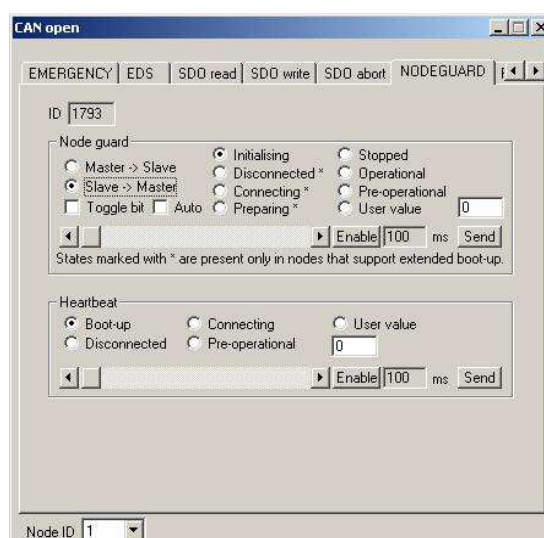 CAN open
EMERGENCY EDS SDO read SDO write SDO abort NODEGUARD
ID 1793
Node guard
Master -> Slave
Slave -> Master
Toggle bit Auto
Initialising
Disconnected *
Connecting *
Preparing *
Stopped
Operational
Pre-operational
User value 0
Enable 100 ms Send
States marked with * are present only in nodes that support extended boot-up.
Heartbeat
Boot-up Connecting User value
Disconnected Pre-operational 0
Enable 100 ms Send
Node ID 1